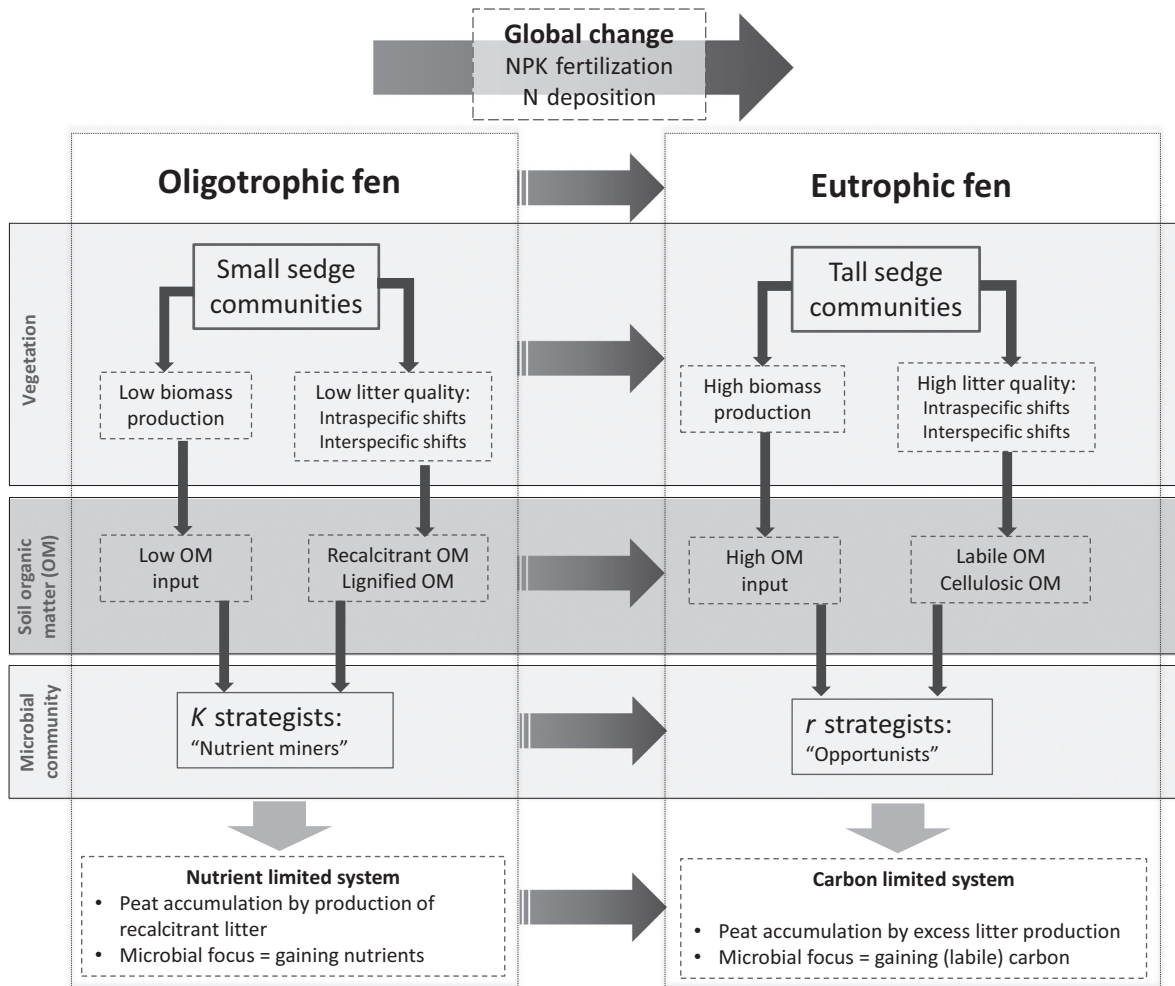 Global change
NPK fertilization
N deposition
Oligotrophic fen
Eutrophic fen
Vegetation
Small sedge
communities
Low biomass
production
Low litter quality:
Intraspecific shifts
Interspecific shifts
Tall sedge
communities
High biomass
production
High litter quality:
Intraspecific shifts
Interspecific shifts
Soil organic
matter (OM)
Low OM
input
Recalcitrant OM
Lignified OM
High OM
input
Labile OM
Cellulosic OM
Microbial
community
K strategists:
“Nutrient miners”
r strategists:
“Opportunists”
Nutrient limited system
• Peat accumulation by production of
recalcitrant litter
• Microbial focus = gaining nutrients
Carbon limited system
• Peat accumulation by excess litter production
• Microbial focus = gaining (labile) carbon